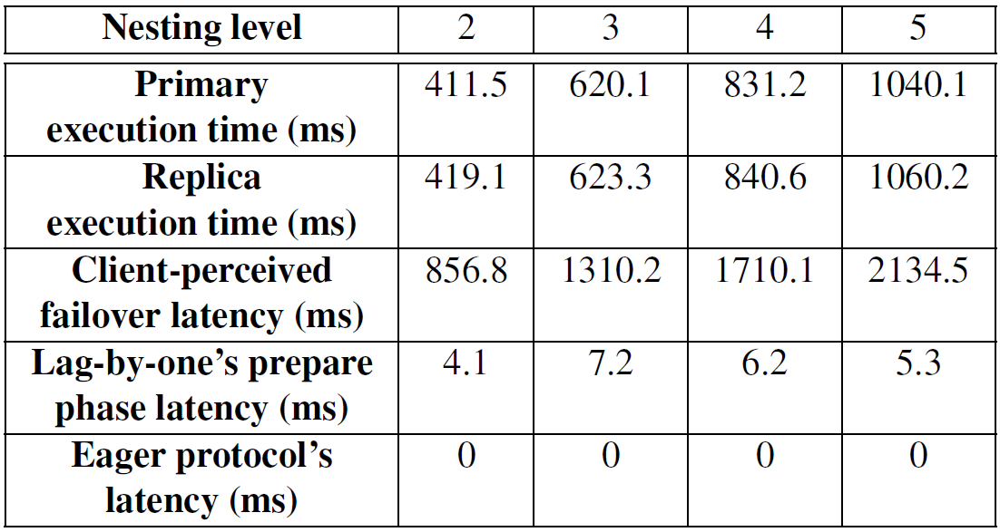 Nesting level 2 3 4 5
Primary 411.5 620.1 831.2 1040.1
execution time (ms)
Replica 419.1 623.3 840.6 1060.2
execution time (ms)
Client-perceived 856.8 1310.2 1710.1 2134.5
failover latency (ms)
Lag-by-one’s prepare 4.1 7.2 6.2 5.3
phase latency (ms)
Eager protocol’s 0 0 0 0
latency (ms)